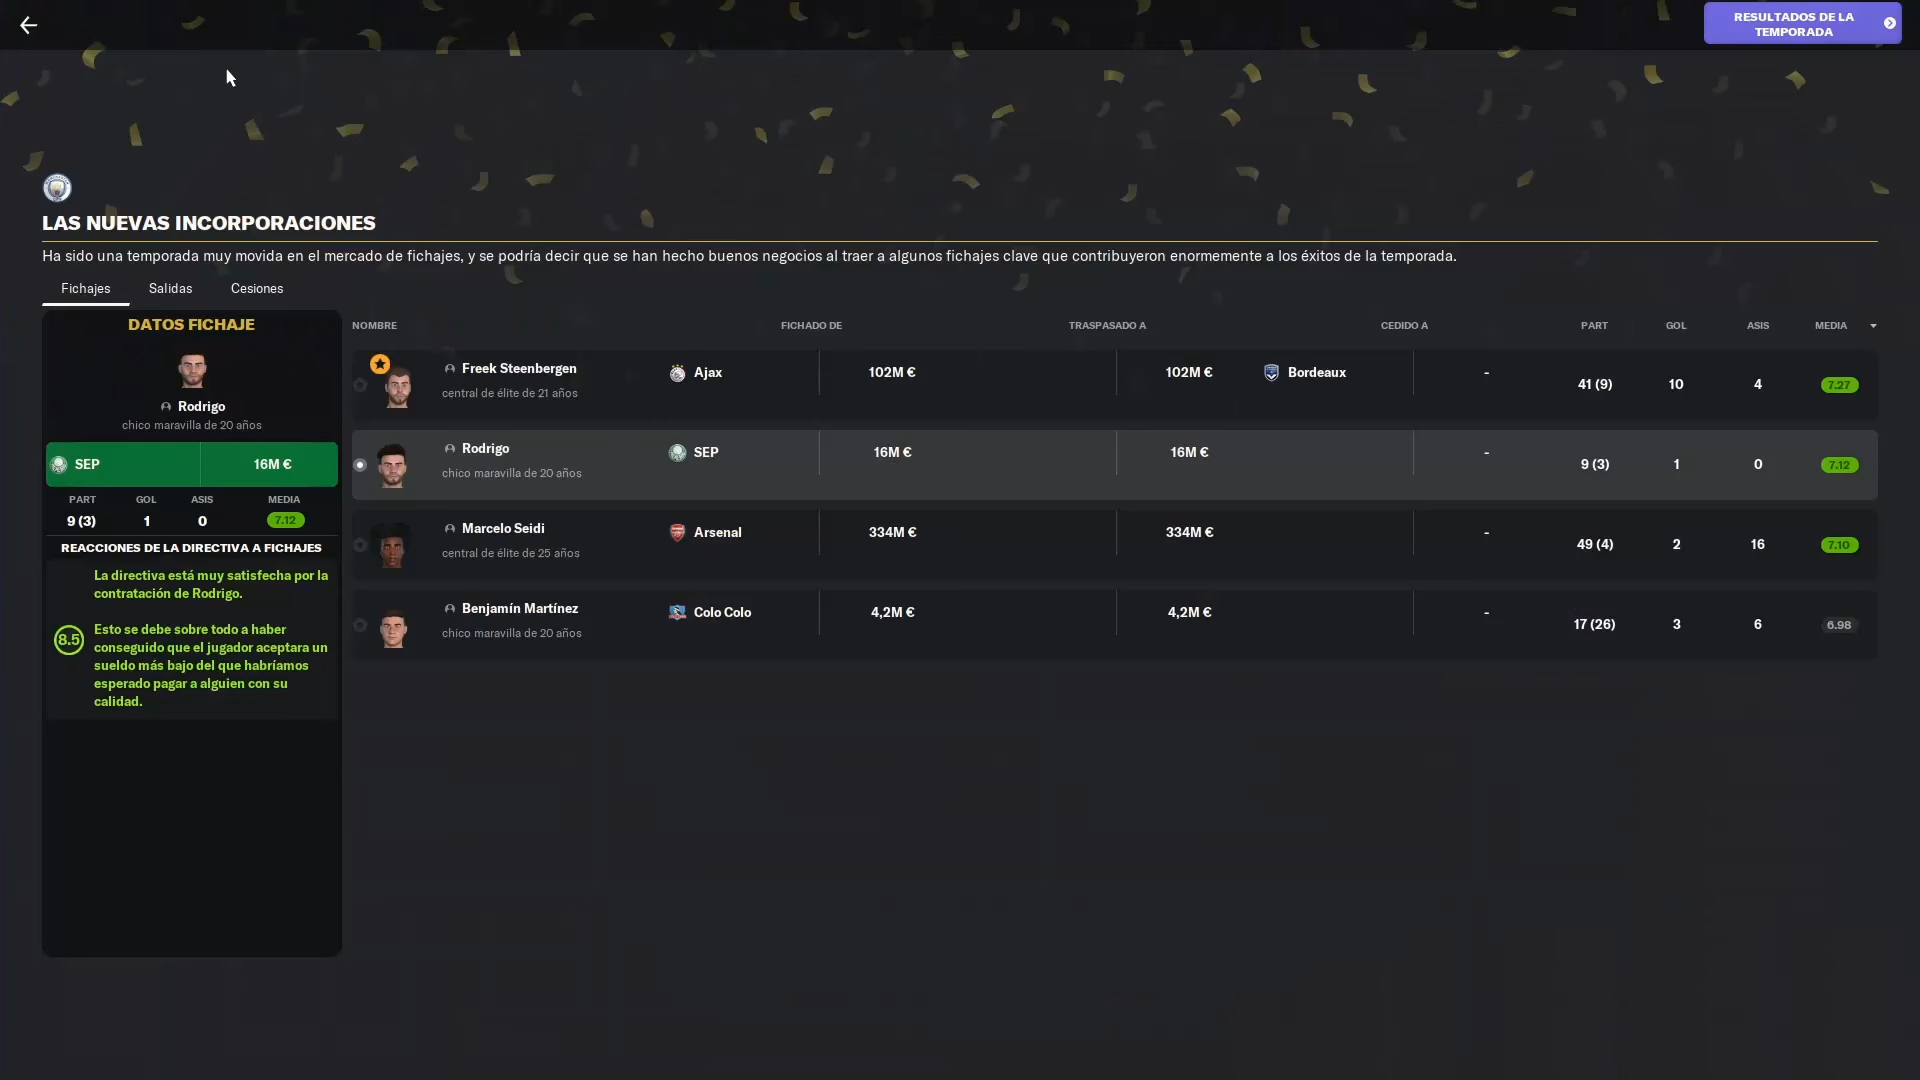 RESULTADOS DE LA
TEMPORADA
LAS NUEVAS INCORPORACIONES
Ha sido una temporada muy movida en el mercado de fichajes, y se podría decir que se han hecho buenos negocios al traer a algunos fichajes clave que contribuyeron enormemente a los éxitos de la temporada.
Fichajes Salidas Cesiones
DATOS FICHAJE
Rodrigo
chico maravilla de 20 años
SEP 16M €
PART GOL ASIS MEDIA
9 (3) 1 0 7.12
REACCIONES DE LA DIRECTIVA A FICHAJES
La directiva está muy satisfecha por la
contratación de Rodrigo.
8.5
Esto se debe sobre todo a haber
conseguido que el jugador aceptara un
sueldo más bajo del que habríamos
esperado pagar a alguien con su
calidad.
NOMBRE FICHADO DE TRASPASADO A CEDIDO A PART GOL ASIS MEDIA
Freek Steenbergen Ajax 102M € 102M € Bordeaux - 41 (9) 10 4 7.27
central de élite de 21 años
Rodrigo SEP 16M € 16M € - 9 (3) 1 0 7.12
chico maravilla de 20 años
Marcelo Seidi Arsenal 334M € 334M € - 49 (4) 2 16 7.10
central de élite de 25 años
Benjamín Martínez Colo Colo 4,2M € 4,2M € - 17 (26) 3 6 6.98
chico maravilla de 20 años